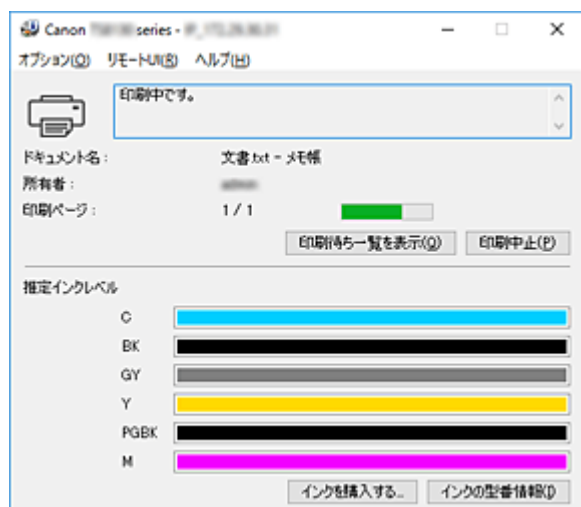 Canon series -
オプション(O) リモートUI(R) ヘルプ(H)
印刷中です。
ドキュメント名 : 文書.txt - メモ帳
所有者 :
印刷ページ : 1 / 1
印刷待ち一覧を表示(Q) 印刷中止(P)
推定インクレベル
C
BK
GY
Y
PGBK
M
インクを購入する... インクの型番情報(I)